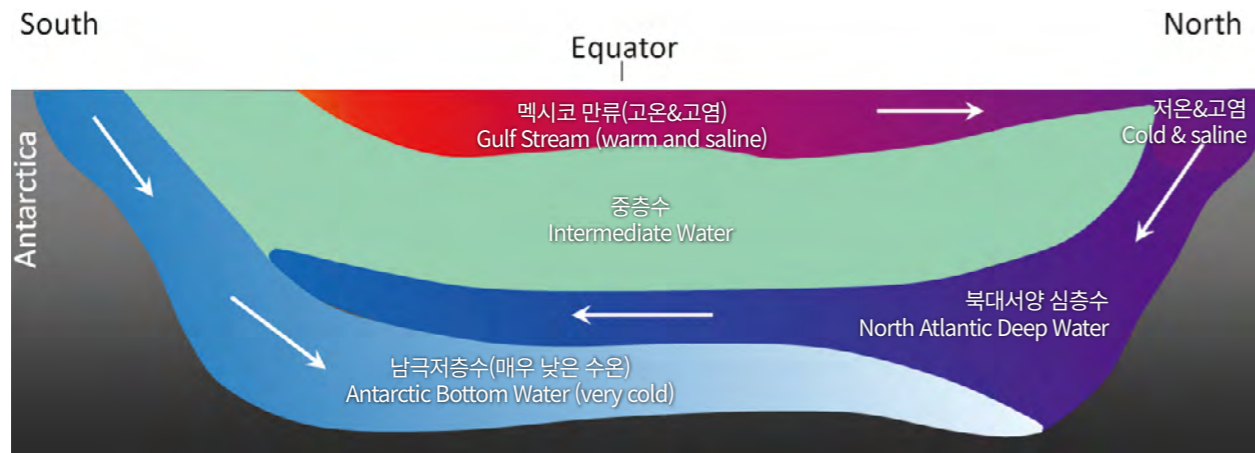 South
North
Equator
Antarctica
멕시코 만류(고온&고염)
Gulf Stream (warm and saline)
저온&고염
Cold & saline
중층수
Intermediate Water
북대서양 심층수
North Atlantic Deep Water
남극저층수(매우 낮은 수온)
Antarctic Bottom Water (very cold)